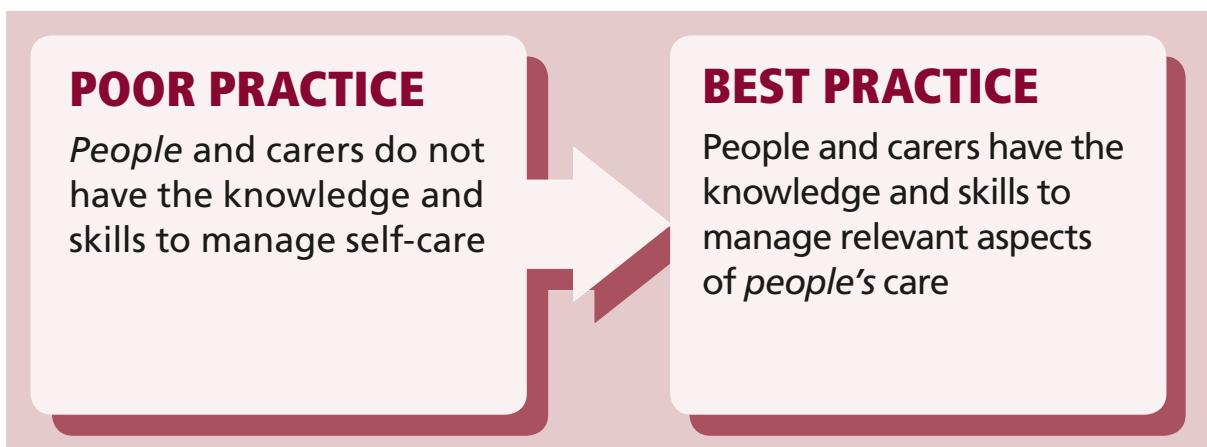 POOR PRACTICE
People and carers do not
have the knowledge and
skills to manage self-care
BEST PRACTICE
People and carers have the
knowledge and skills to
manage relevant aspects
of people’s care